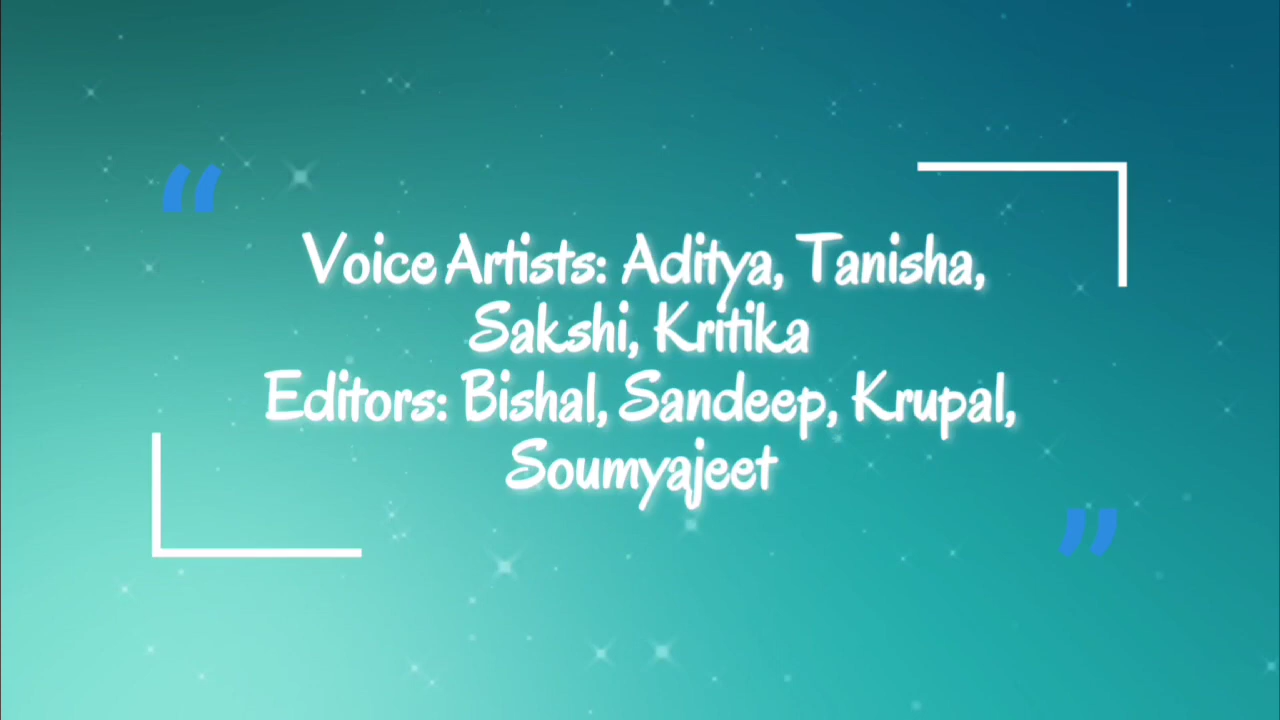 Voice Artists: Aditya, Tanisha,
Sakshi, Kritika
Editors: Bishal, Sandeep, Krupal,
Soumyajeet